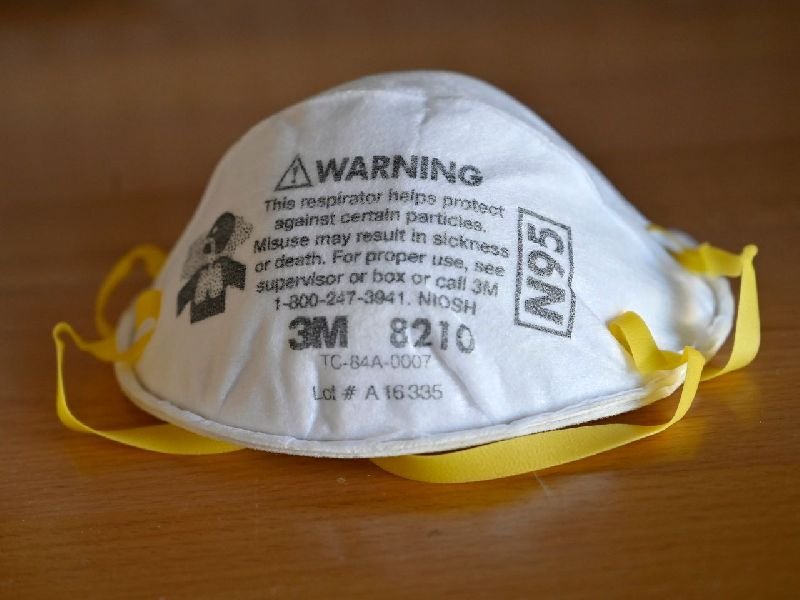 WARNING
This respirator helps protect
against certain particles.
Misuse may result in sickness
or death. For proper use, see
supervisor or box or call 3M
1-800-247-3941. NIOSH
3M 8210
TC-84A-0007
Lot # A16335
N95